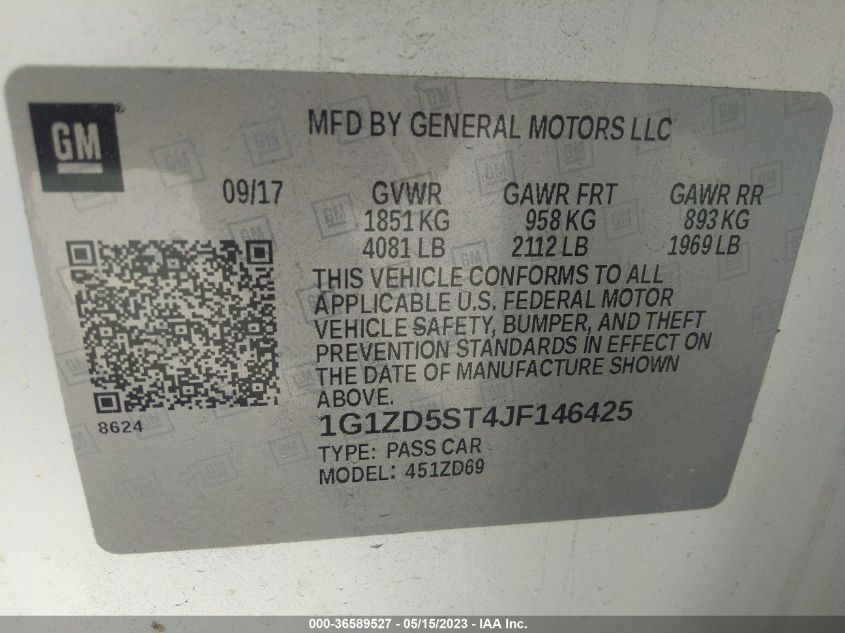 GM ®
MFD BY GENERAL MOTORS LLC
09/17 GVWR GAWR FRT GAWR RR
1851 KG 958 KG 893 KG
4081 LB 2112 LB 1969 LB
THIS VEHICLE CONFORMS TO ALL
APPLICABLE U.S. FEDERAL MOTOR
VEHICLE SAFETY, BUMPER, AND THEFT
PREVENTION STANDARDS IN EFFECT ON
THE DATE OF MANUFACTURE SHOWN
ABOVE.
8624
1G1ZD5ST4JF146425
TYPE: PASS CAR
MODEL: 451ZD69
000-36589527 - 05/15/2023 - IAA Inc.